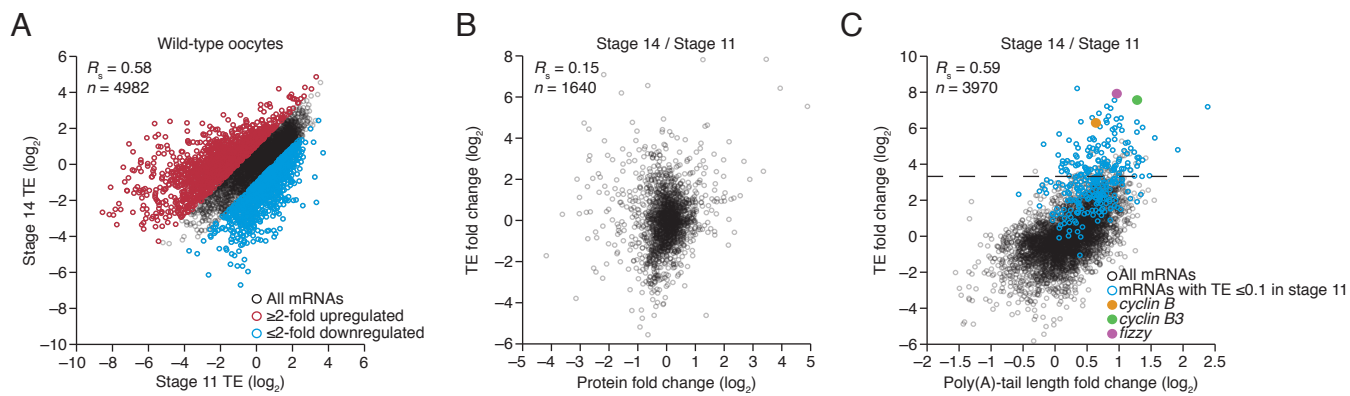 A
Wild-type oocytes
R_s = 0.58
n = 4982
Stage 14 TE (log₂)
6
4
2
0
−2
−4
−6
−8
−10
−10 −8 −6 −4 −2 0 2 4 6
Stage 11 TE (log₂)
All mRNAs
≥2-fold upregulated
≤2-fold downregulated
B
Stage 14 / Stage 11
R_s = 0.15
n = 1640
TE fold change (log₂)
8
6
4
2
0
−2
−4
−6
−5 −4 −3 −2 −1 0 1 2 3 4 5
Protein fold change (log₂)
C
Stage 14 / Stage 11
R_s = 0.59
n = 3970
TE fold change (log₂)
10
8
6
4
2
0
−2
−4
−6
−2 −1.5 −1 −0.5 0 0.5 1 1.5 2 2.5
Poly(A)-tail length fold change (log₂)
All mRNAs
mRNAs with TE ≤0.1 in stage 11
cyclin B
cyclin B3
fizzy